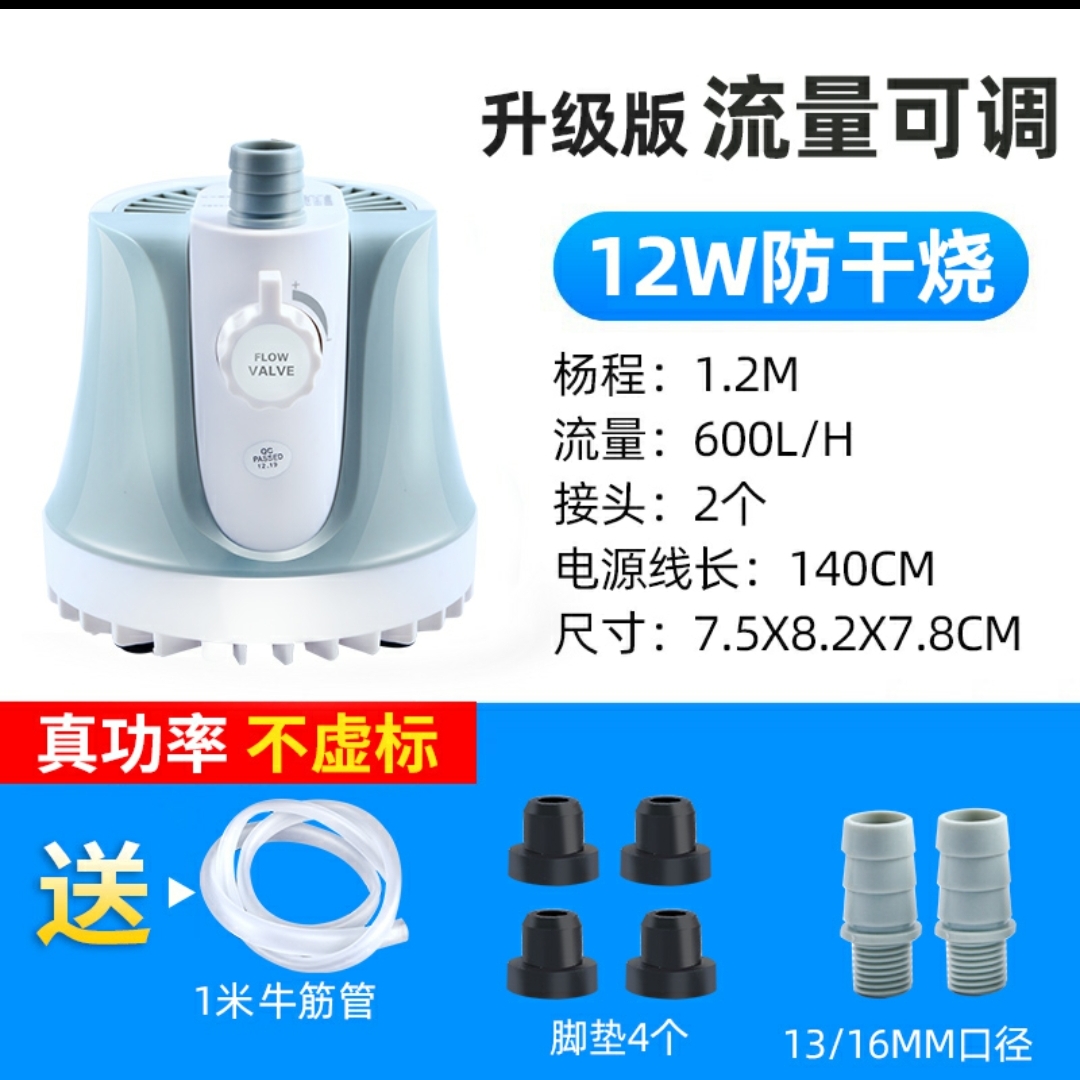 升级版 流量可调
12W防干烧
杨程：1.2M
流量：600L/H
接头：2个
电源线长：140CM
尺寸：7.5X8.2X7.8CM
+
FLOW
VALVE
-
QC
PASSED
12.19
真功率 不虚标
送
1米牛筋管
脚垫4个
13/16MM口径